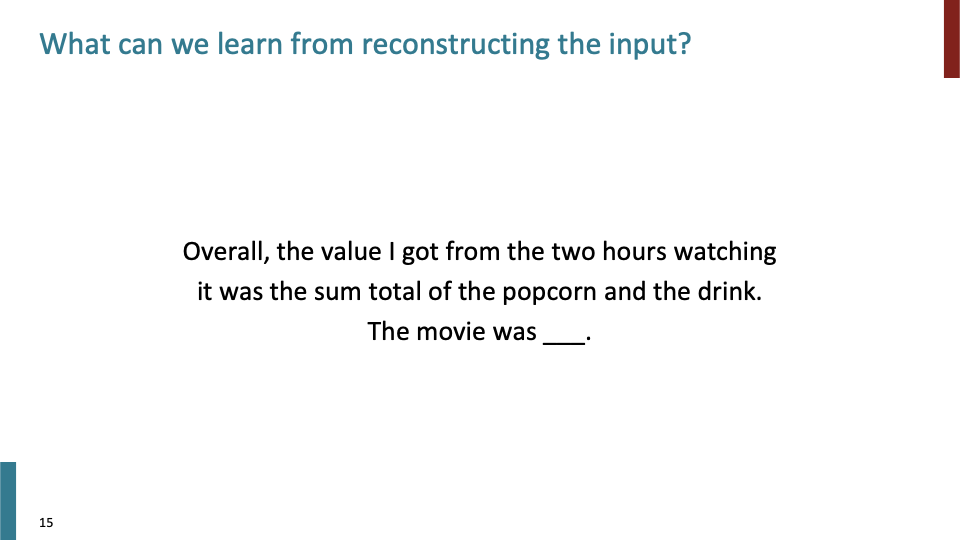 What can we learn from reconstructing the input?
Overall, the value I got from the two hours watching
it was the sum total of the popcorn and the drink.
The movie was ___.
15